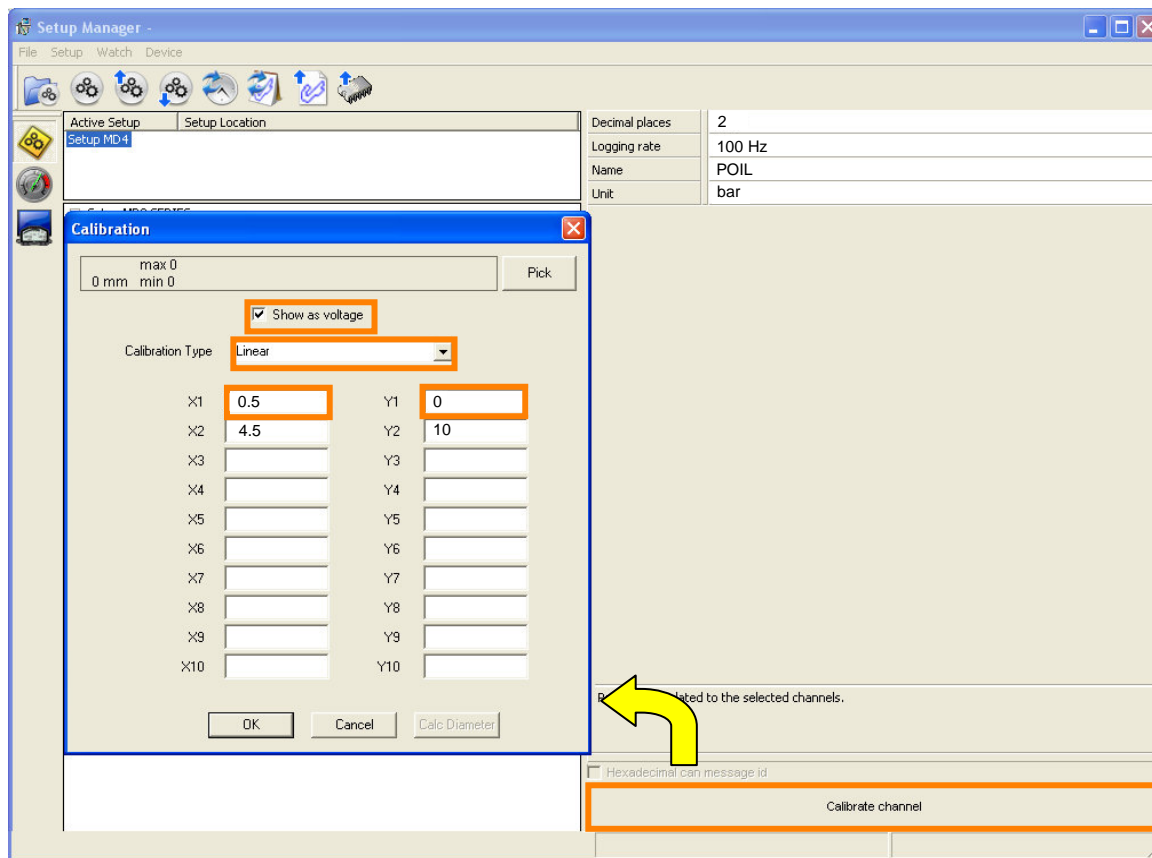 Setup Manager -
File Setup Watch Device
Active Setup Setup Location
Setup MD4
Decimal places 2
Logging rate 100 Hz
Name POIL
Unit bar
Calibration
max 0
0 mm min 0
Pick
Show as voltage
Calibration Type Linear
X1 0.5 Y1 0
X2 4.5 Y2 10
X3 Y3
X4 Y4
X5 Y5
X6 Y6
X7 Y7
X8 Y8
X9 Y9
X10 Y10
OK Cancel Calc Diameter
to the selected channels.
Hexadecimal can message id
Calibrate channel